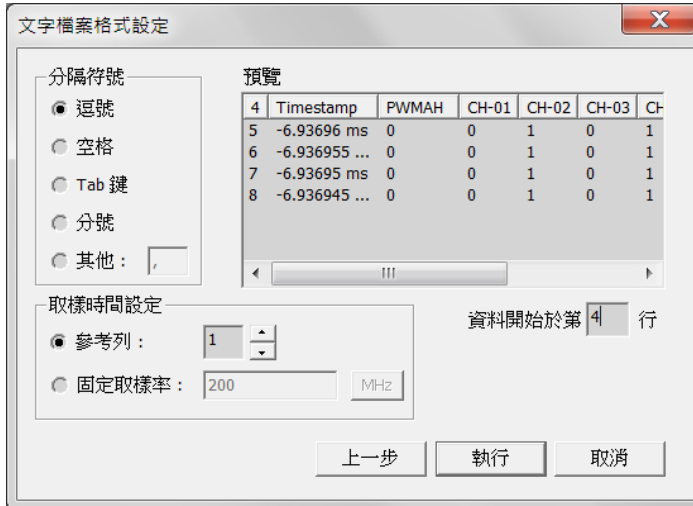 文字檔案格式設定
分隔符號
逗號
空格
Tab 鍵
分號
其他： ,
預覽
4 Timestamp PWMAH CH-01 CH-02 CH-03 CH
5 -6.93696 ms 0 0 1 0 1
6 -6.936955 ... 0 0 1 0 1
7 -6.93695 ms 0 0 1 0 1
8 -6.936945 ... 0 0 1 0 1
取樣時間設定
參考列： 1
固定取樣率： 200 MHz
資料開始於第 4 行
上一步 執行 取消